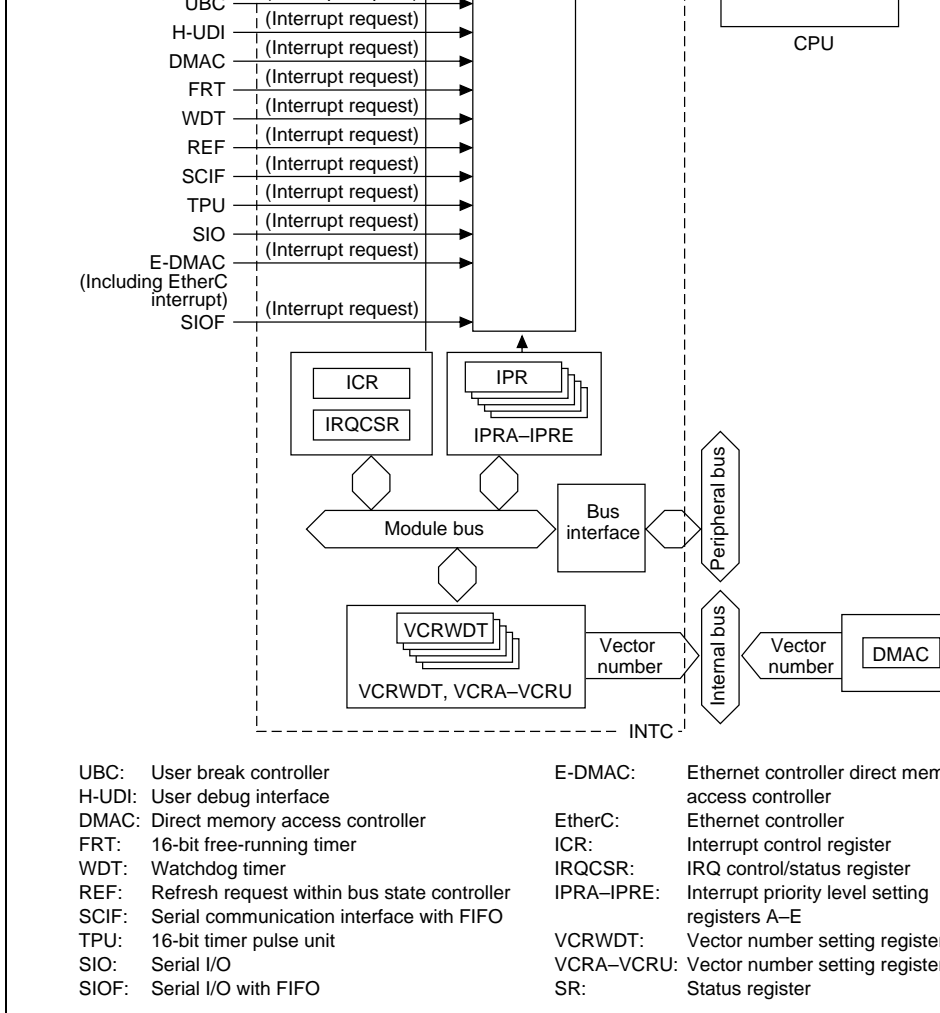 UBC
(Interrupt request)
H-UDI
(Interrupt request)
DMAC
(Interrupt request)
FRT
(Interrupt request)
WDT
(Interrupt request)
REF
(Interrupt request)
SCIF
(Interrupt request)
TPU
(Interrupt request)
SIO
(Interrupt request)
E-DMAC
(Including EtherC
interrupt)
(Interrupt request)
SIOF
CPU
ICR
IRQCSR
IPR
IPRA–IPRE
Module bus
Bus
interface
Peripheral bus
VCRWDT
VCRWDT, VCRA–VCRU
Vector
number
Internal bus
Vector
number
DMAC
INTC
UBC: User break controller
H-UDI: User debug interface
DMAC: Direct memory access controller
FRT: 16-bit free-running timer
WDT: Watchdog timer
REF: Refresh request within bus state controller
SCIF: Serial communication interface with FIFO
TPU: 16-bit timer pulse unit
SIO: Serial I/O
SIOF: Serial I/O with FIFO
E-DMAC: Ethernet controller direct
access controller
EtherC: Ethernet controller
ICR: Interrupt control register
IRQCSR: IRQ control/status register
IPRA–IPRE: Interrupt priority level setting
registers A–E
VCRWDT: Vector number setting
VCRA–VCRU: Vector number setting
SR: Status register